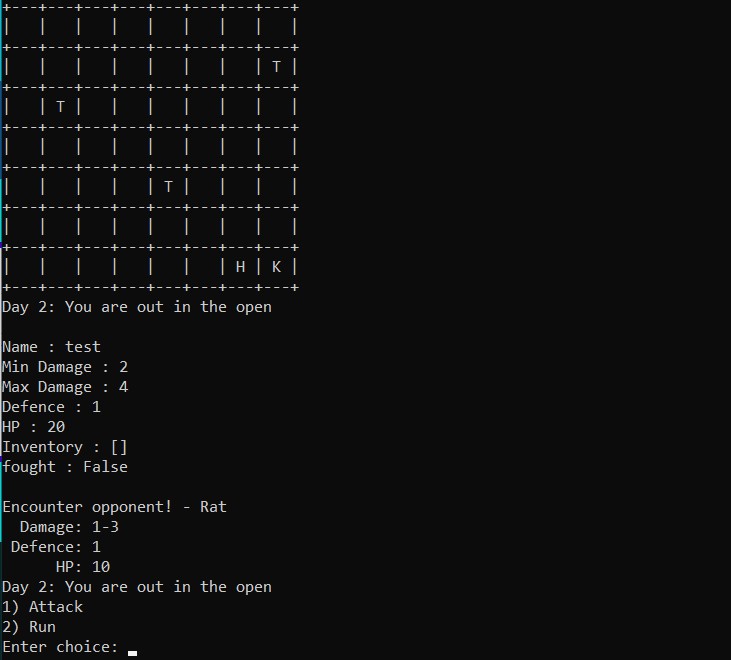 +---+---+---+---+---+---+---+---+
|   |   |   |   |   |   |   |   |
+---+---+---+---+---+---+---+---+
|   |   |   |   |   |   |   | T |
+---+---+---+---+---+---+---+---+
|   | T |   |   |   |   |   |   |
+---+---+---+---+---+---+---+---+
|   |   |   |   |   |   |   |   |
+---+---+---+---+---+---+---+---+
|   |   |   |   | T |   |   |   |
+---+---+---+---+---+---+---+---+
|   |   |   |   |   |   |   |   |
+---+---+---+---+---+---+---+---+
|   |   |   |   |   |   | H | K |
+---+---+---+---+---+---+---+---+
Day 2: You are out in the open
Name : test
Min Damage : 2
Max Damage : 4
Defence : 1
HP : 20
Inventory : []
fought : False
Encounter opponent! - Rat
  Damage: 1-3
 Defence: 1
      HP: 10
Day 2: You are out in the open
1) Attack
2) Run
Enter choice: